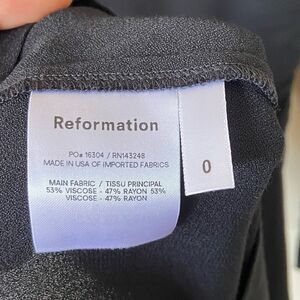 Reformation
PO# 16304 / RN143248
MADE IN USA OF IMPORTED FABRICS
MAIN FABRIC / TISSU PRINCIPAL
53% VISCOSE - 47% RAYON 53%
VISCOSE - 47% RAYON
0